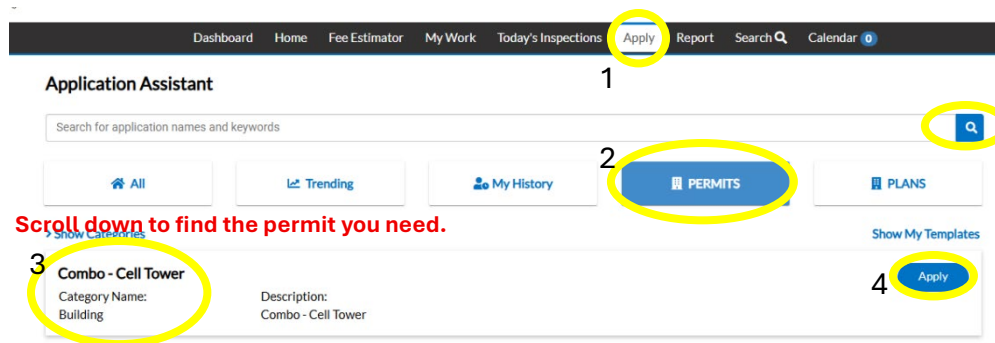 Dashboard Home Fee Estimator My Work Today's Inspections Apply Report Search Calendar 0
1
Application Assistant
Search for application names and keywords
2
All Trending My History PERMITS PLANS
Scroll down to find the permit you need.
> Show Categories Show My Templates
3
Combo - Cell Tower Apply
4
Category Name: Description:
Building Combo - Cell Tower